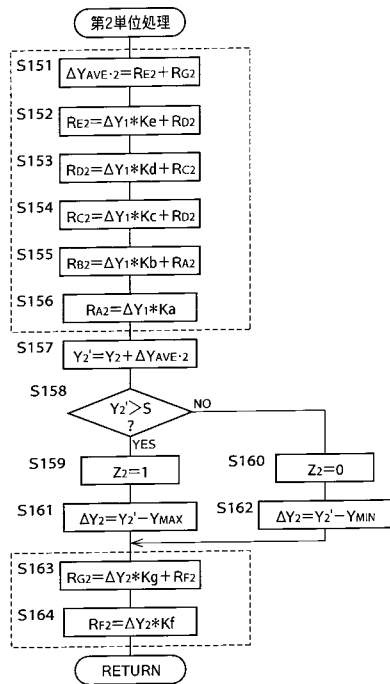 第2単位処理
S151
ΔYAVE・2=RE2+RG2
S152
RE2=ΔY1*Ke+RD2
S153
RD2=ΔY1*Kd+RC2
S154
RC2=ΔY1*Kc+RD2
S155
RB2=ΔY1*Kb+RA2
S156
RA2=ΔY1*Ka
S157
Y2'=Y2+ΔYAVE・2
S158
Y2'>S
?
NO
YES
S159
Z2=1
S160
Z2=0
S161
ΔY2=Y2'-YMAX
S162
ΔY2=Y2'-YMIN
S163
RG2=ΔY2*Kg+RF2
S164
RF2=ΔY2*Kf
RETURN